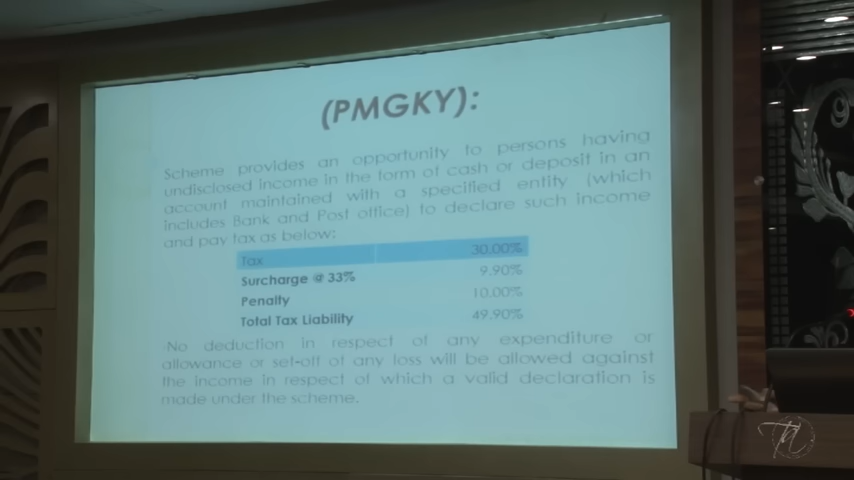 (PMGKY):
Scheme provides an opportunity to persons having
undisclosed income in the form of cash or deposit in an
account maintained with a specified entity (which
includes Bank and Post office) to declare such income
and pay tax as below:
Tax 30.00%
Surcharge @ 33% 9.90%
Penalty 10.00%
Total Tax Liability 49.90%
No deduction in respect of any expenditure or
allowance or set-off of any loss will be allowed against
the income in respect of which a valid declaration is
made under the scheme.